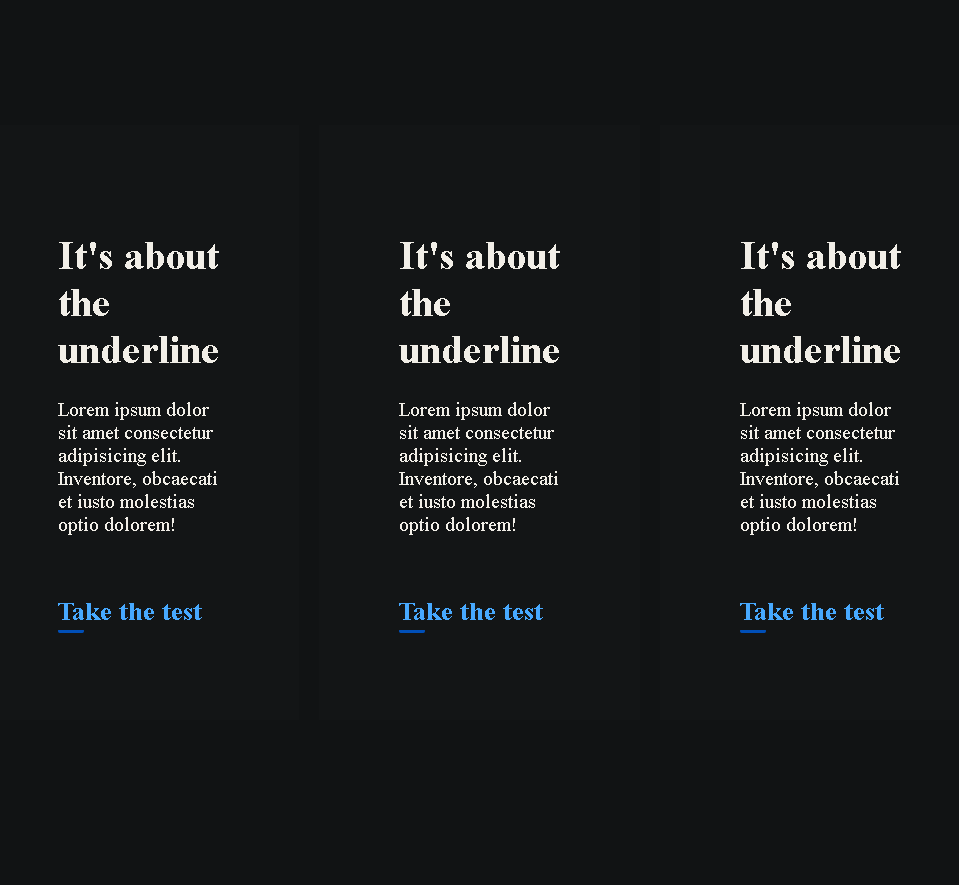 It's about
the
underline
Lorem ipsum dolor
sit amet consectetur
adipisicing elit.
Inventore, obcaecati
et iusto molestias
optio dolorem!
Take the test
It's about
the
underline
Lorem ipsum dolor
sit amet consectetur
adipisicing elit.
Inventore, obcaecati
et iusto molestias
optio dolorem!
Take the test
It's about
the
underline
Lorem ipsum dolor
sit amet consectetur
adipisicing elit.
Inventore, obcaecati
et iusto molestias
optio dolorem!
Take the test